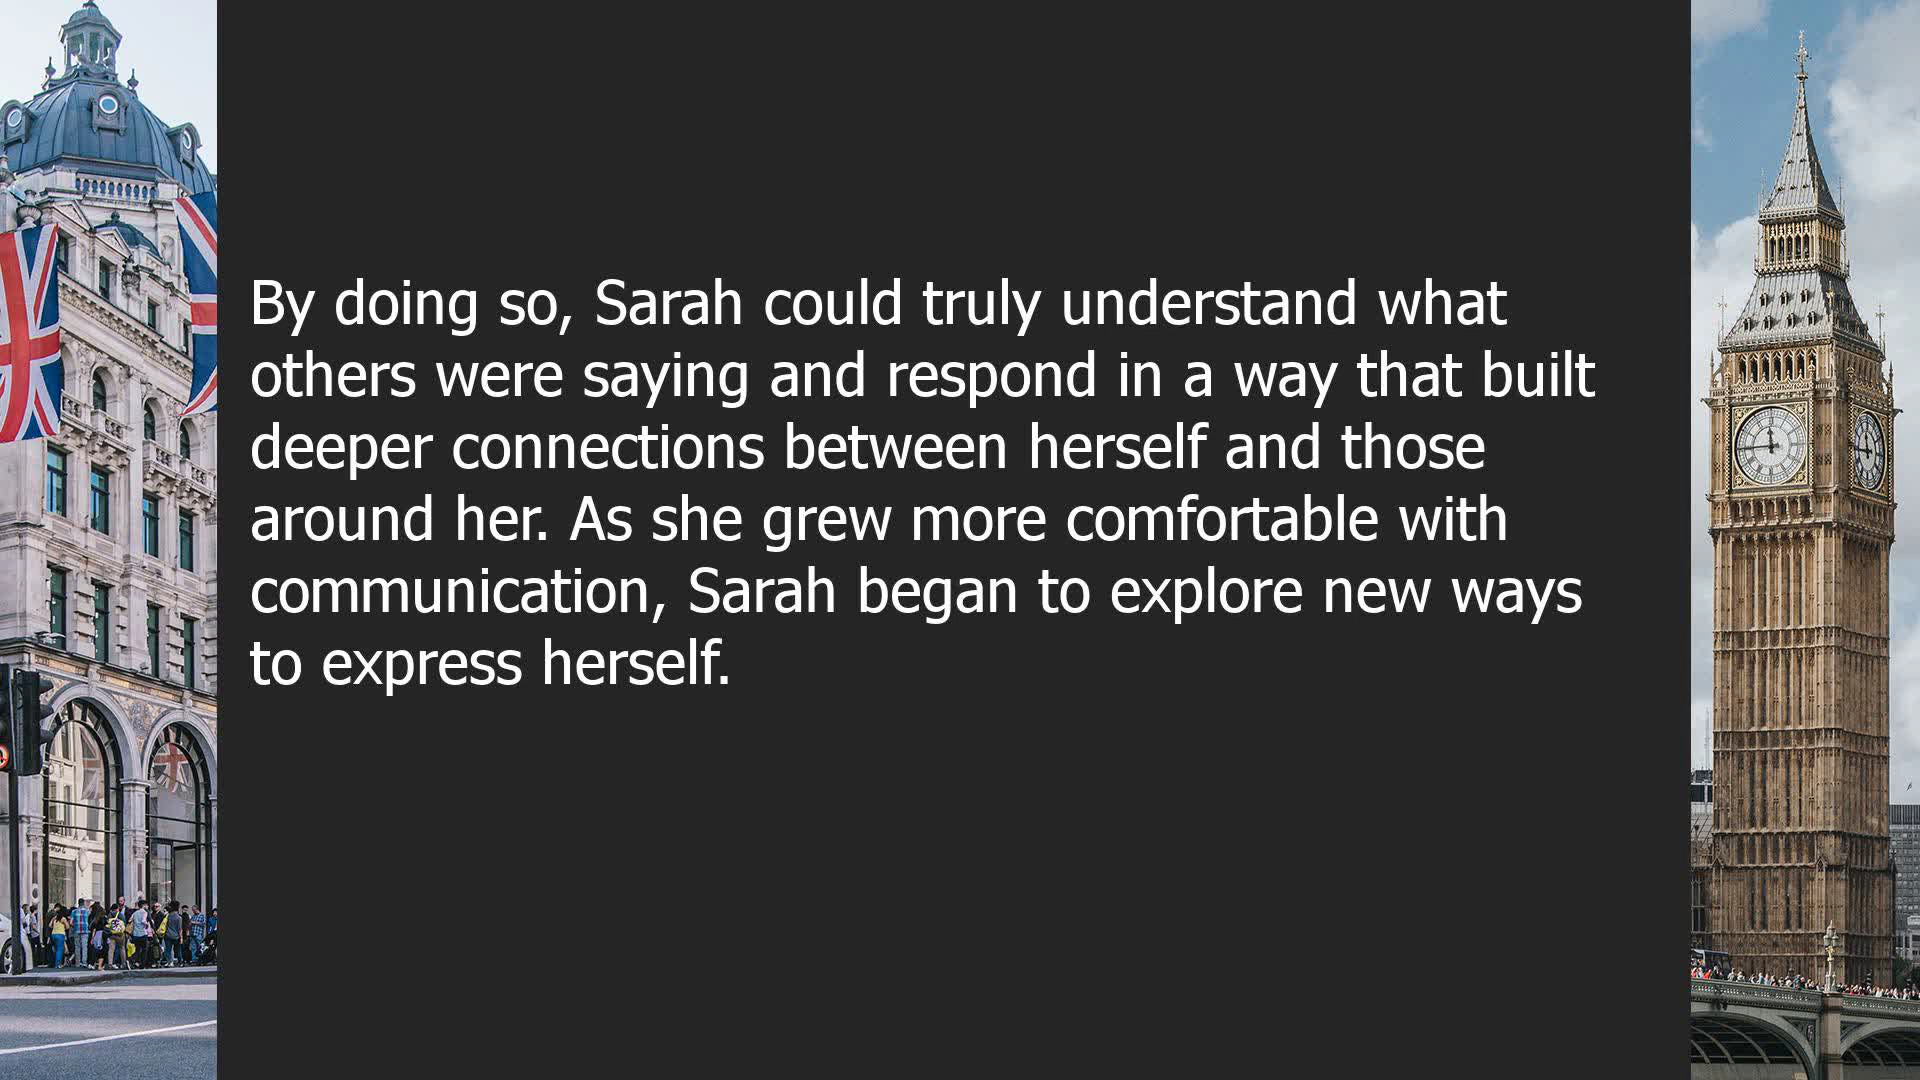 By doing so, Sarah could truly understand what
others were saying and respond in a way that built
deeper connections between herself and those
around her. As she grew more comfortable with
communication, Sarah began to explore new ways
to express herself.